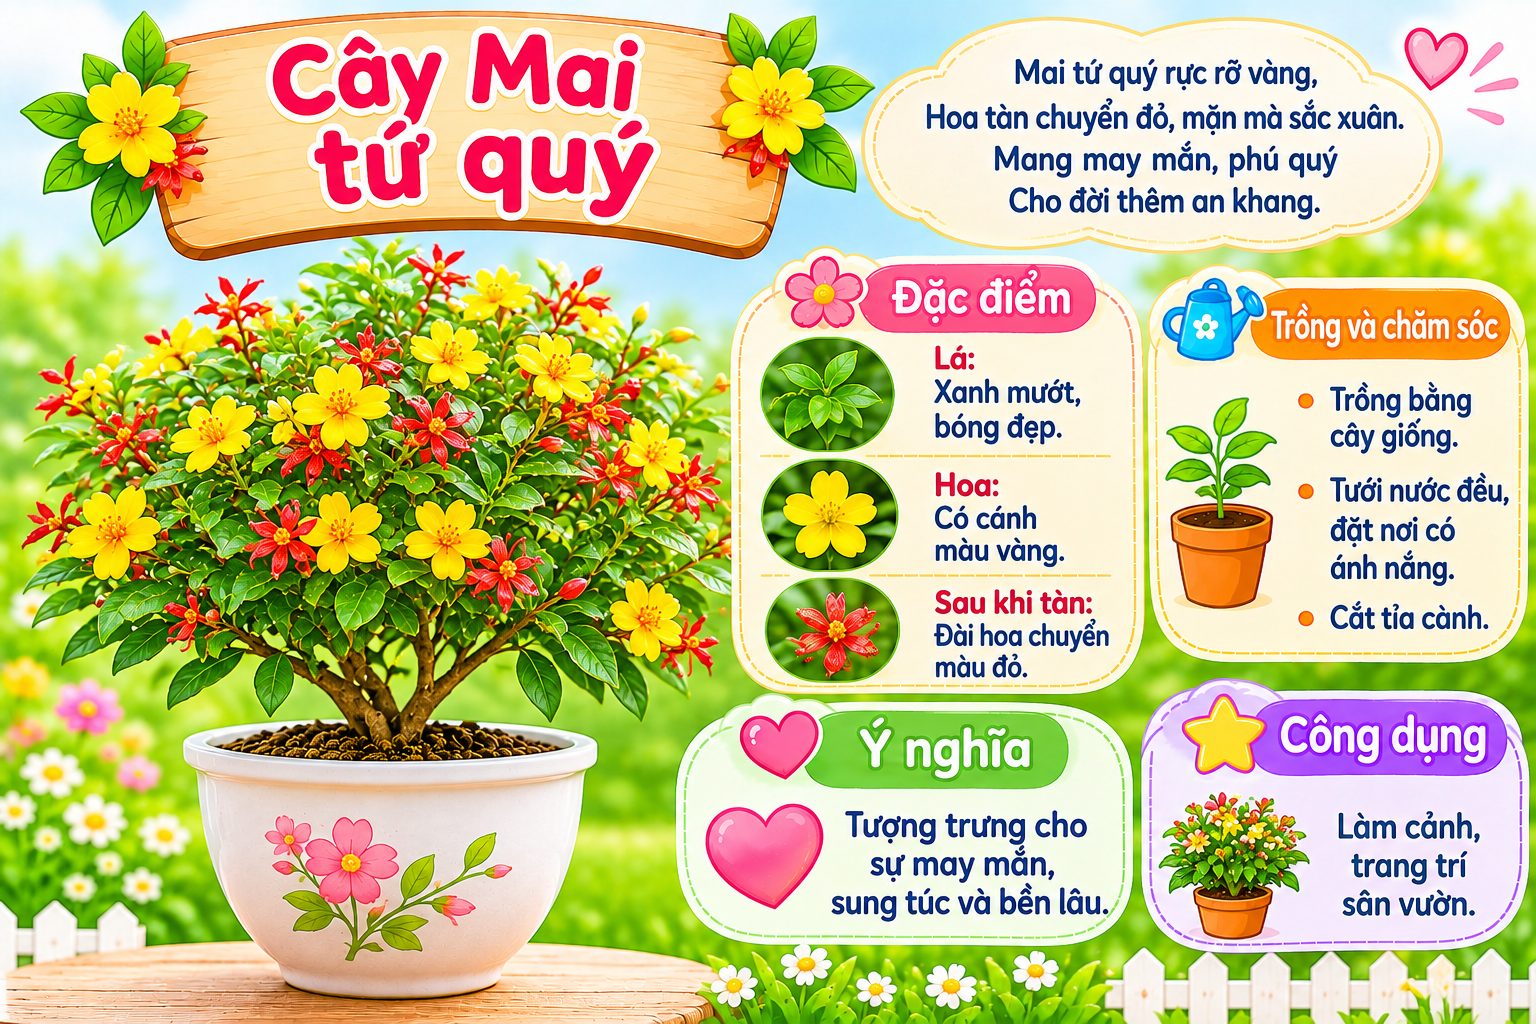 Cây Mai
tứ quý
Mai tứ quý rực rỡ vàng,
Hoa tàn chuyển đỏ, mặn mà sắc xuân.
Mang may mắn, phú quý
Cho đời thêm an khang.
Đặc điểm
Lá:
Xanh mướt,
bóng đẹp.
Hoa:
Có cánh
màu vàng.
Sau khi tàn:
Đài hoa chuyển
màu đỏ.
Trồng và chăm sóc
Trồng bằng
cây giống.
Tưới nước đều,
đặt nơi có
ánh nắng.
Cắt tỉa cành.
Ý nghĩa
Tượng trưng cho
sự may mắn,
sung túc và bền lâu.
Công dụng
Làm cảnh,
trang trí
sân vườn.